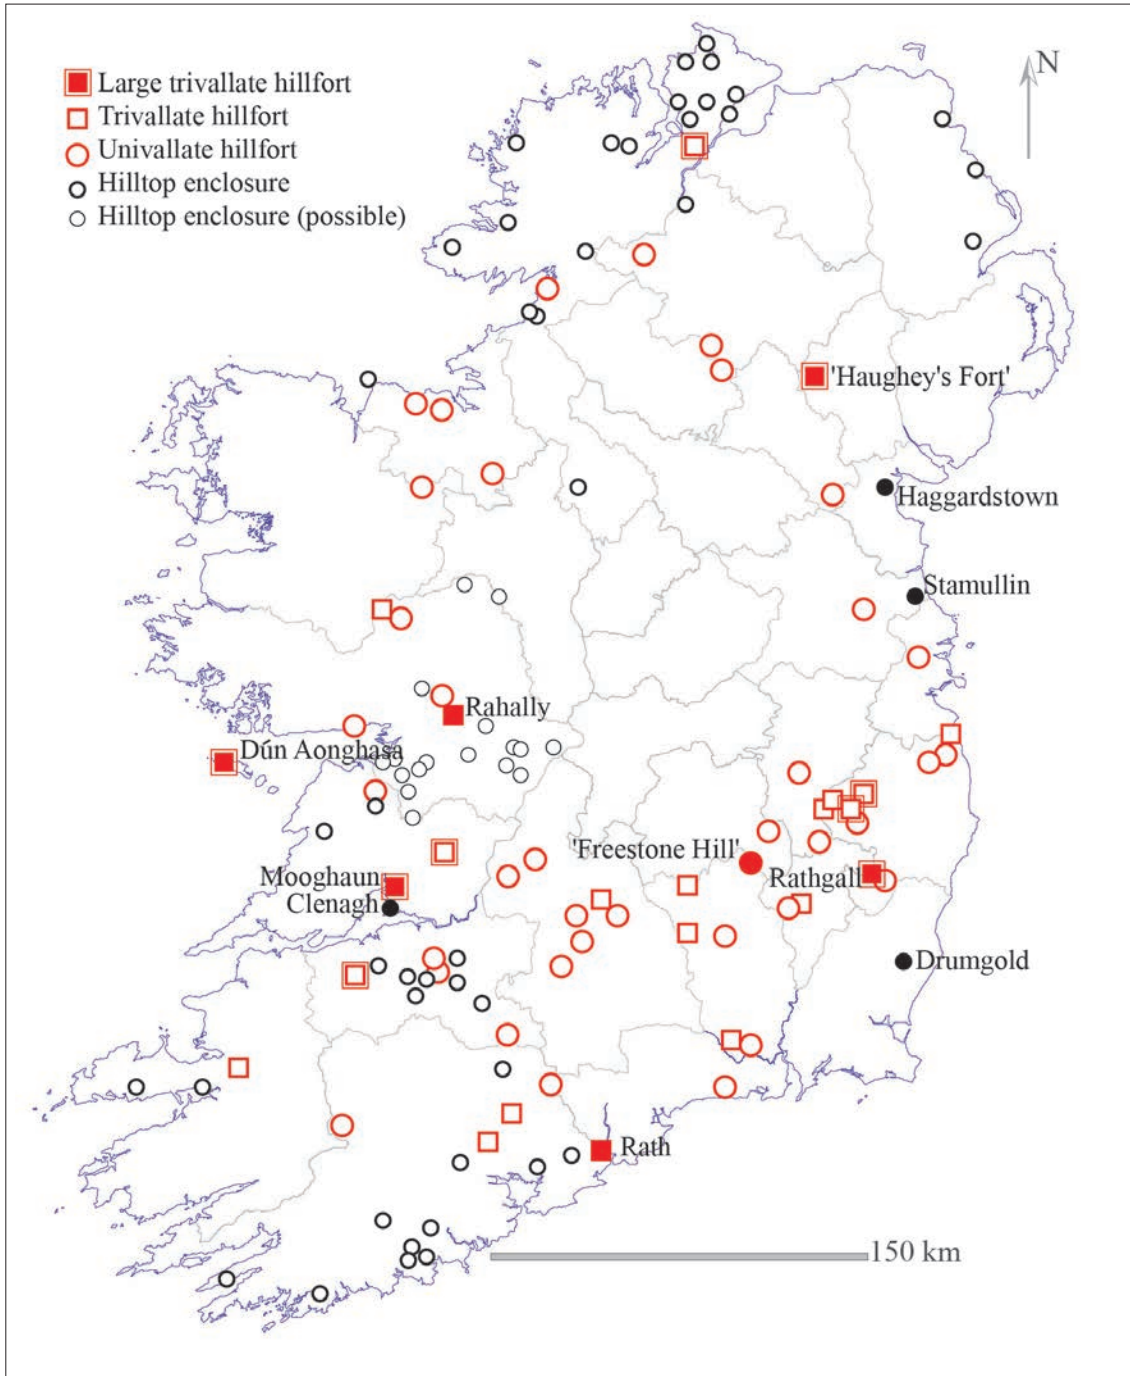 N
Large trivallate hillfort
Trivallate hillfort
Univallate hillfort
Hilltop enclosure
Hilltop enclosure (possible)
'Haughey's Fort'
Haggardstown
Stamullin
Rahally
Dún Aonghasa
'Freestone Hill'
Rathgall
Mooghaun
Clenagh
Drumgold
Rath
150 km